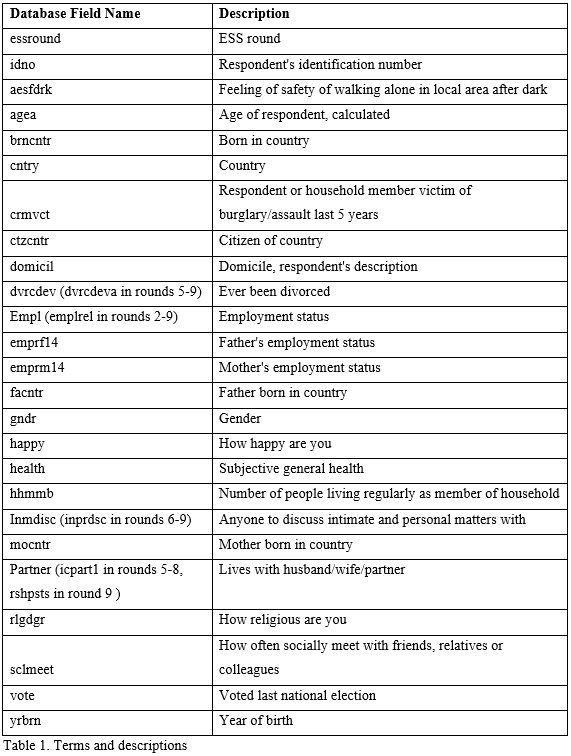 Database Field Name Description
essround ESS round
idno Respondent's identification number
aesfdrk Feeling of safety of walking alone in local area after dark
agea Age of respondent, calculated
brncntr Born in country
cntry Country
Respondent or household member victim of
crmvct burglary/assault last 5 years
ctzcntr Citizen of country
domicil Domicile, respondent's description
dvrcdev (dvrcdeva in rounds 5-9) Ever been divorced
Empl (emplrel in rounds 2-9) Employment status
emprf14 Father's employment status
emprm14 Mother's employment status
facntr Father born in country
gndr Gender
happy How happy are you
health Subjective general health
hhmmb Number of people living regularly as member of household
Inmdisc (inprdsc in rounds 6-9) Anyone to discuss intimate and personal matters with
mocntr Mother born in country
Partner (icpart1 in rounds 5-8, Lives with husband/wife/partner
rshpsts in round 9 )
rlgdgr How religious are you
How often socially meet with friends, relatives or
sclmeet colleagues
vote Voted last national election
yrbrn Year of birth
Table 1. Terms and descriptions